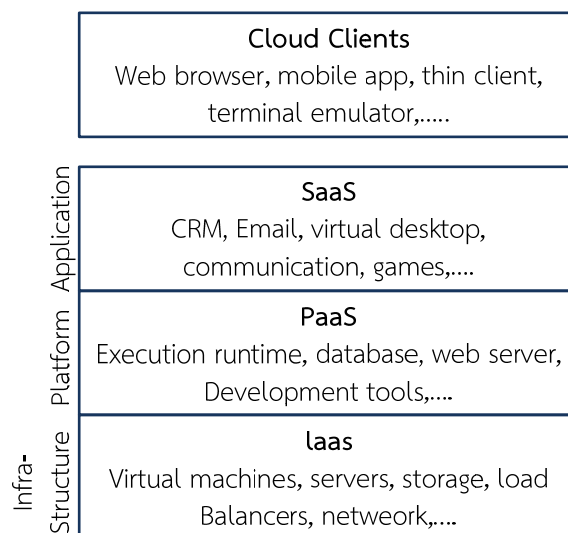 Cloud Clients
Web browser, mobile app, thin client,
terminal emulator,.....
Application
SaaS
CRM, Email, virtual desktop,
communication, games,....
Platform
PaaS
Execution runtime, database, web server,
Development tools,....
Infra-
Structure
laas
Virtual machines, servers, storage, load
Balancers, netweork,....